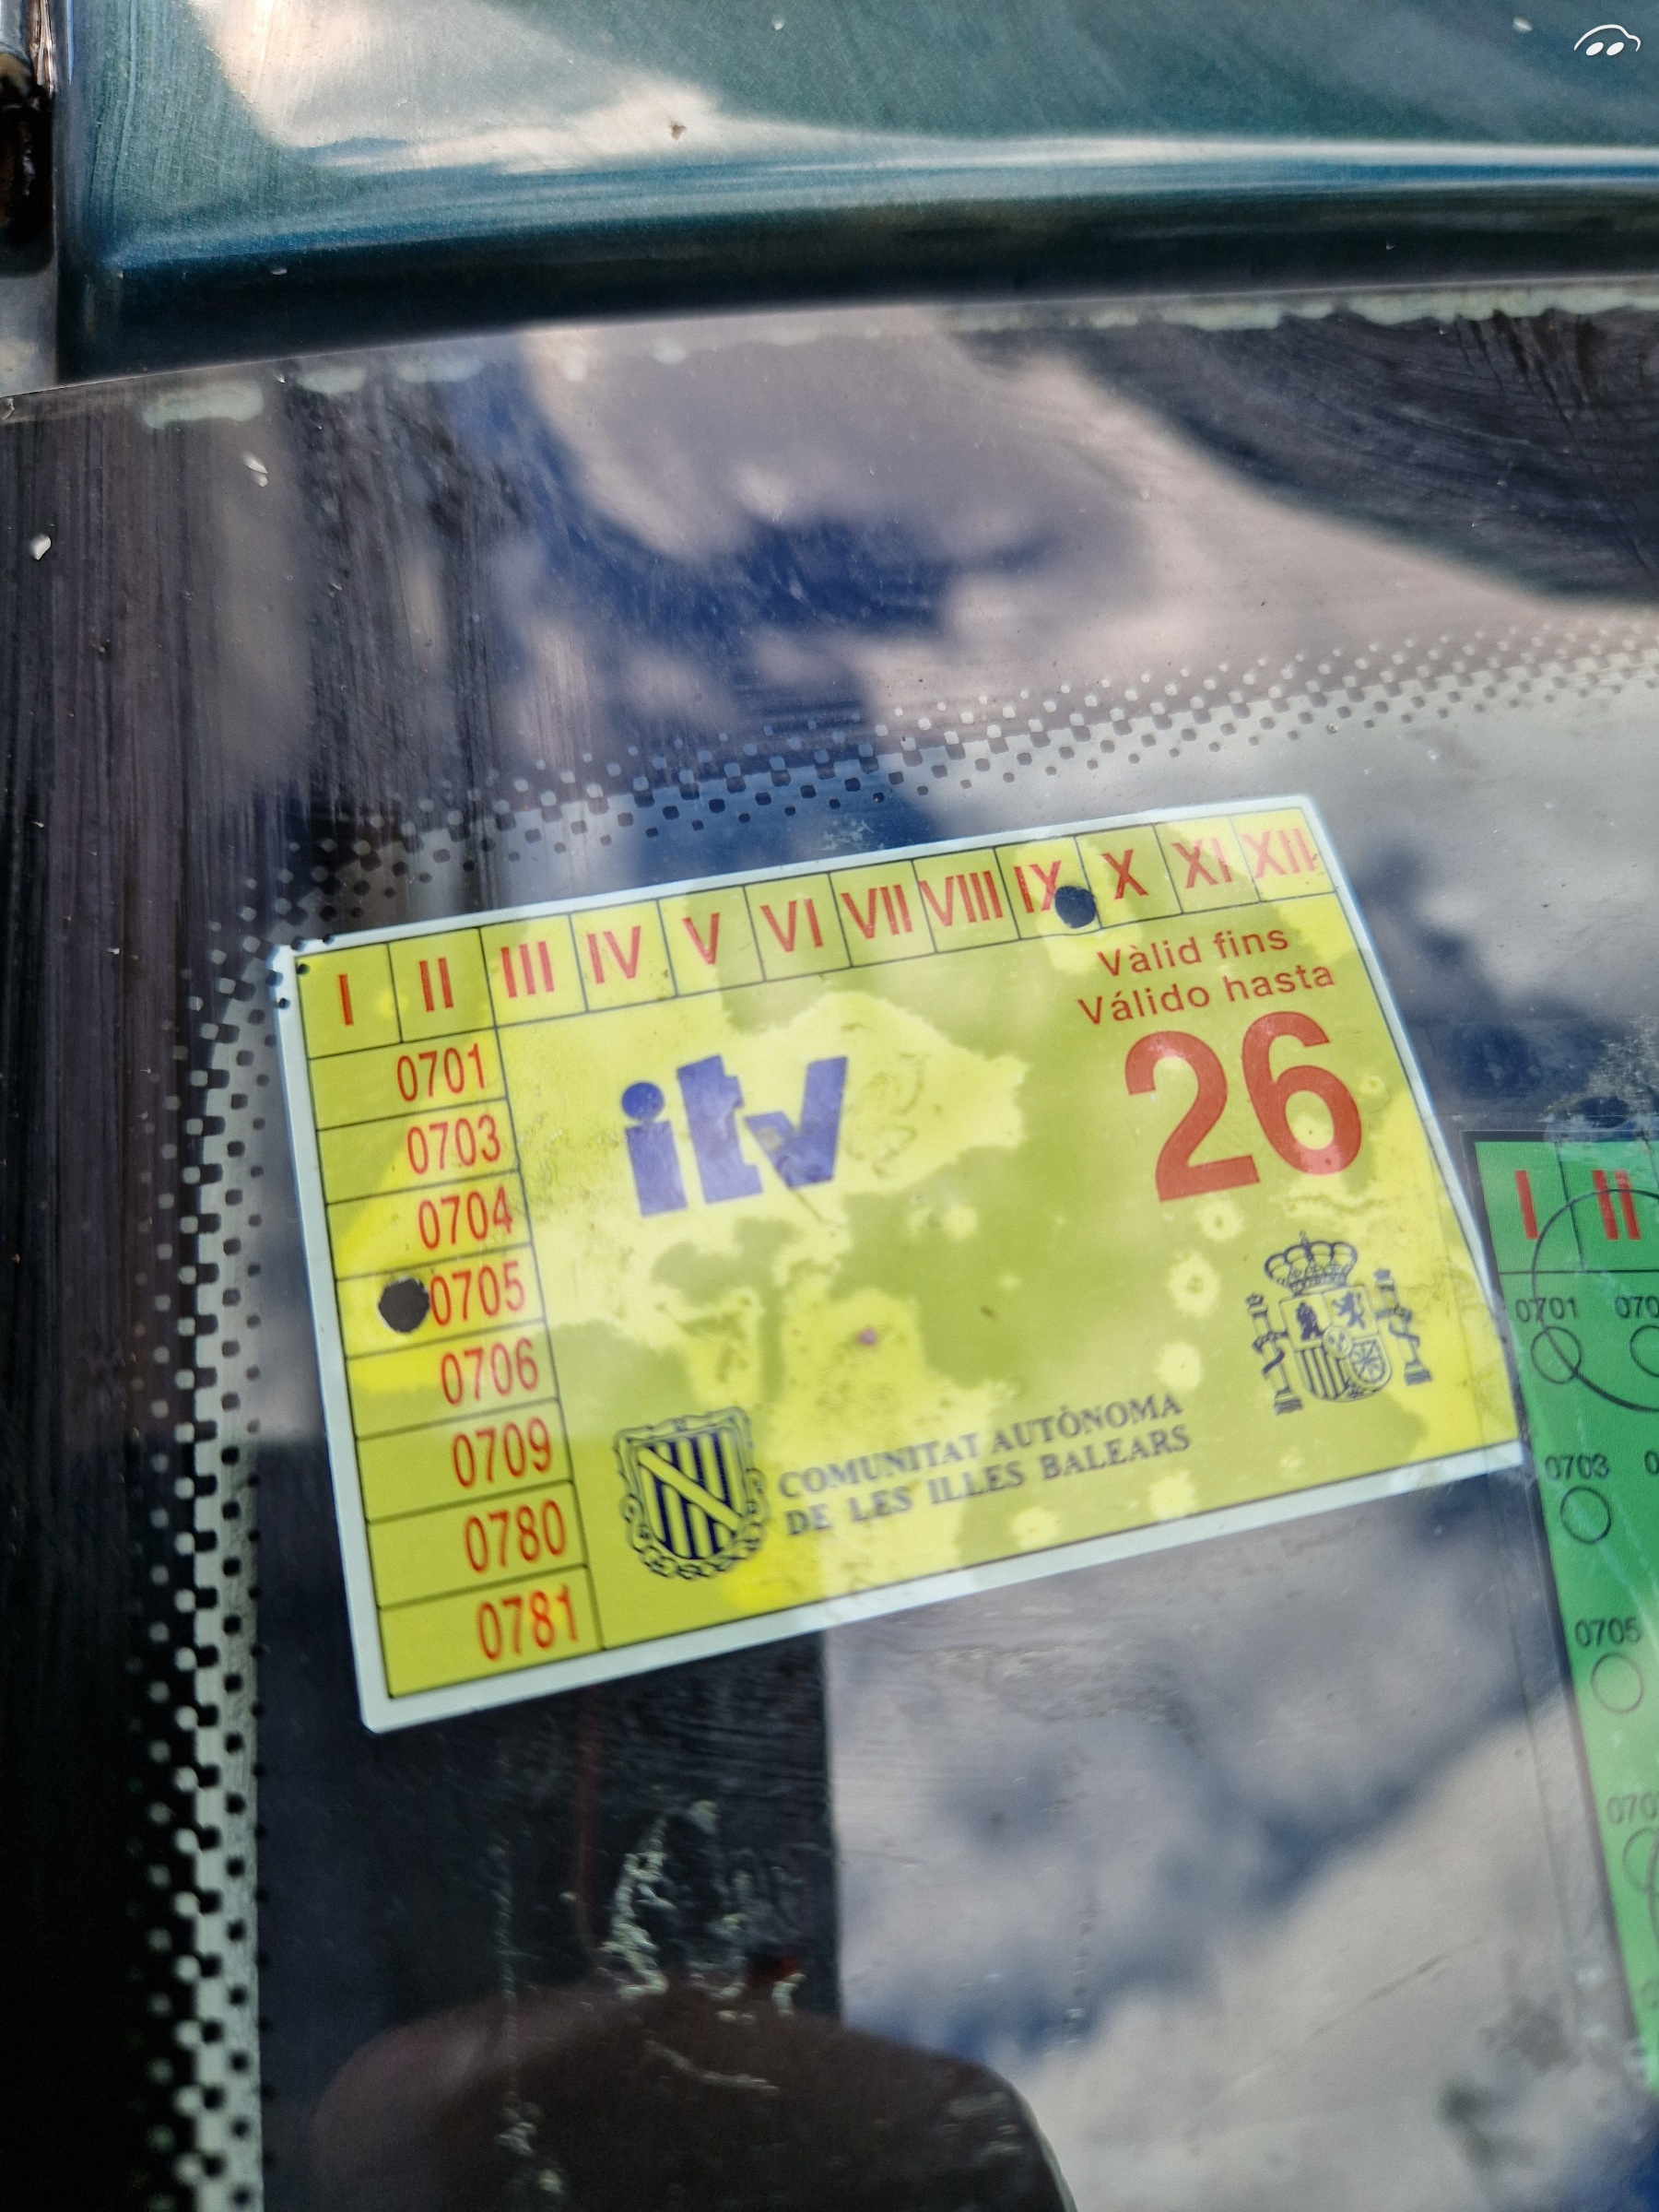 I II III IV V VI VII VIII IX X XI XII
Vàlid fins
Válido hasta
26
itv
0701
0703
0704
0705
0706
0709
0780
0781
COMUNITAT AUTÒNOMA
DE LES ILLES BALEARS
I II
0701
0703
0705